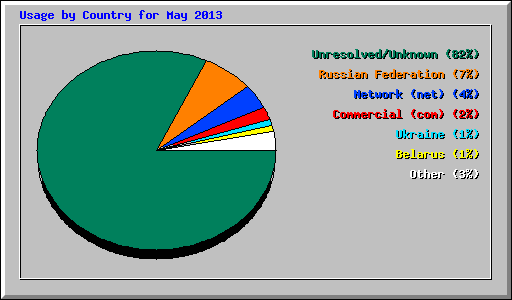 Usage by Country for May 2013
Unresolved/Unknown (82%)
Russian Federation (7%)
Network (net) (4%)
Commercial (com) (2%)
Ukraine (1%)
Belarus (1%)
Other (3%)